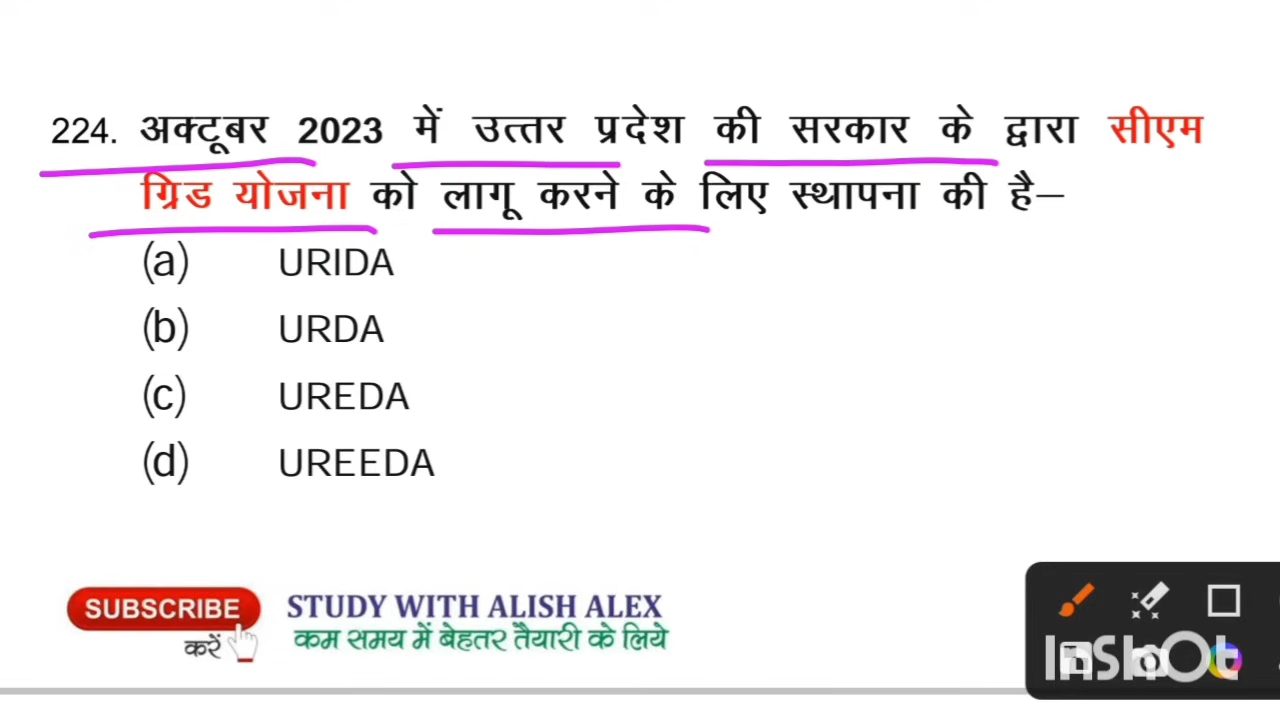 224. अक्टूबर 2023 में उत्तर प्रदेश की सरकार के द्वारा सीएम
ग्रिड योजना को लागू करने के लिए स्थापना की है–
(a) URIDA
(b) URDA
(c) UREDA
(d) UREEDA
SUBSCRIBE
करें
STUDY WITH ALISH ALEX
कम समय में बेहतर तैयारी के लिये
InShOt